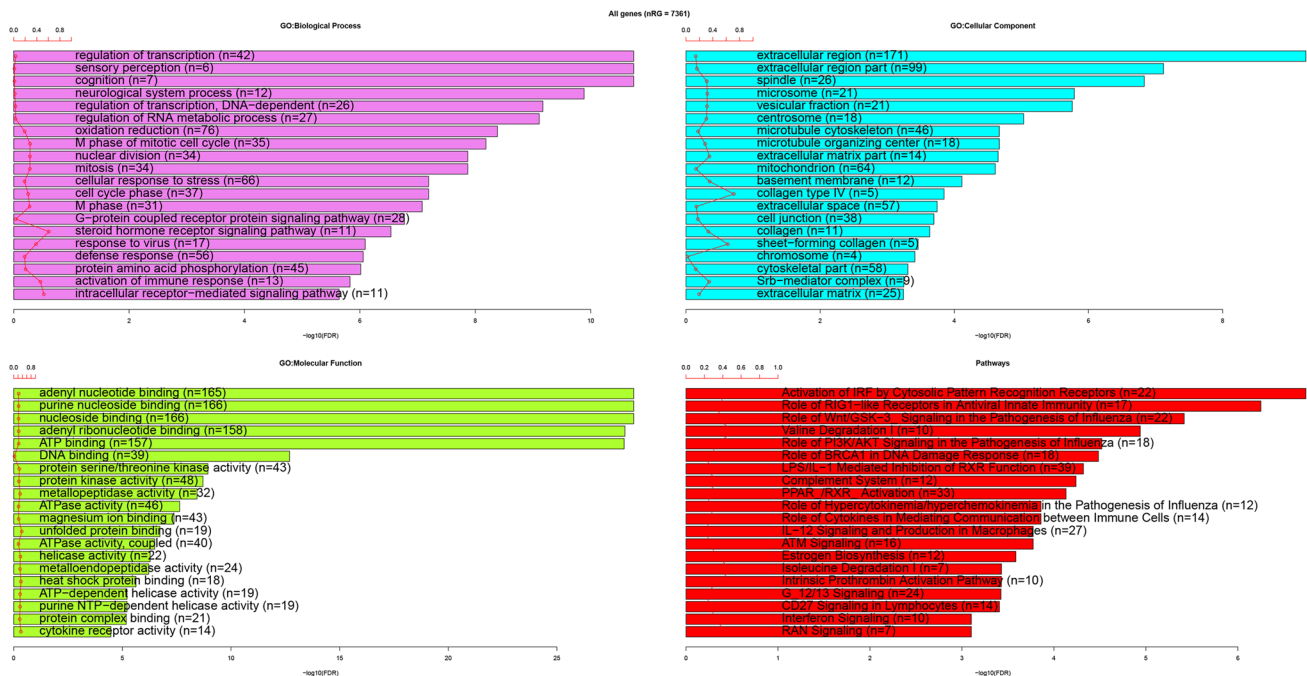 All genes (nRG = 7361)
GO:Biological Process
0.0 0.4 0.8
regulation of transcription (n=42)
sensory perception (n=6)
cognition (n=7)
neurological system process (n=12)
regulation of transcription, DNA−dependent (n=26)
regulation of RNA metabolic process (n=27)
oxidation reduction (n=76)
M phase of mitotic cell cycle (n=35)
nuclear division (n=34)
mitosis (n=34)
cellular response to stress (n=66)
cell cycle phase (n=37)
M phase (n=31)
G−protein coupled receptor protein signaling pathway (n=28)
steroid hormone receptor signaling pathway (n=11)
response to virus (n=17)
defense response (n=56)
protein amino acid phosphorylation (n=45)
activation of immune response (n=13)
intracellular receptor−mediated signaling pathway (n=11)
0 2 4 6 8 10
−log10(FDR)
GO:Cellular Component
0.0 0.4 0.8
extracellular region (n=171)
extracellular region part (n=99)
spindle (n=26)
microsome (n=21)
vesicular fraction (n=21)
centrosome (n=18)
microtubule cytoskeleton (n=46)
microtubule organizing center (n=18)
extracellular matrix part (n=14)
mitochondrion (n=64)
basement membrane (n=12)
collagen type IV (n=5)
extracellular space (n=57)
cell junction (n=38)
collagen (n=11)
sheet−forming collagen (n=5)
chromosome (n=4)
cytoskeletal part (n=58)
Srb−mediator complex (n=9)
extracellular matrix (n=25)
0 2 4 6 8
−log10(FDR)
GO:Molecular Function
0.0 0.8
adenyl nucleotide binding (n=165)
purine nucleoside binding (n=166)
nucleoside binding (n=166)
adenyl ribonucleotide binding (n=158)
ATP binding (n=157)
DNA binding (n=39)
protein serine/threonine kinase activity (n=43)
protein kinase activity (n=48)
metallopeptidase activity (n=32)
ATPase activity (n=46)
magnesium ion binding (n=43)
unfolded protein binding (n=19)
ATPase activity, coupled (n=40)
helicase activity (n=22)
metalloendopeptidase activity (n=24)
heat shock protein binding (n=18)
ATP−dependent helicase activity (n=19)
purine NTP−dependent helicase activity (n=19)
protein complex binding (n=21)
cytokine receptor activity (n=14)
0 5 10 15 20 25
−log10(FDR)
Pathways
0.0 0.2 0.4 0.6 0.8 1.0
Activation of IRF by Cytosolic Pattern Recognition Receptors (n=22)
Role of RIG1−like Receptors in Antiviral Innate Immunity (n=17)
Role of Wnt/GSK−3_ Signaling in the Pathogenesis of Influenza (n=22)
Valine Degradation I (n=10)
Role of PI3K/AKT Signaling in the Pathogenesis of Influenza (n=18)
Role of BRCA1 in DNA Damage Response (n=18)
LPS/IL−1 Mediated Inhibition of RXR Function (n=39)
Complement System (n=12)
PPAR_/RXR_ Activation (n=33)
Role of Hypercytokinemia/hyperchemokinemia in the Pathogenesis of Influenza (n=12)
Role of Cytokines in Mediating Communication between Immune Cells (n=14)
IL−12 Signaling and Production in Macrophages (n=27)
ATM Signaling (n=16)
Estrogen Biosynthesis (n=12)
Isoleucine Degradation I (n=7)
Intrinsic Prothrombin Activation Pathway (n=10)
G_12/13 Signaling (n=24)
CD27 Signaling in Lymphocytes (n=14)
Interferon Signaling (n=10)
RAN Signaling (n=7)
0 1 2 3 4 5 6
−log10(FDR)